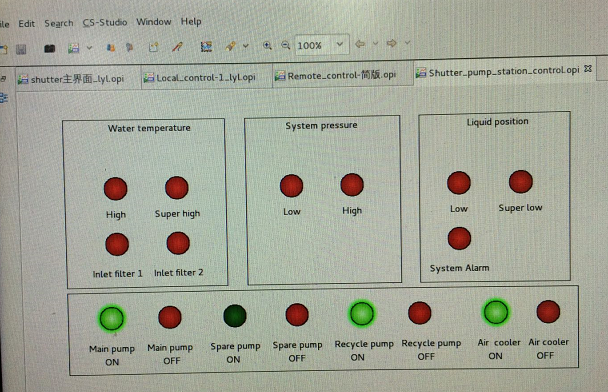 File Edit Search CS-Studio Window Help
100%
shutter主界面_lyl.opi Local_control-1_lyl.opi Remote_control-简版.opi Shutter_pump_station_control.opi
Water temperature System pressure Liquid position
High Super high Low High Low Super low
Inlet filter 1 Inlet filter 2 System Alarm
Main pump ON Main pump OFF Spare pump ON Spare pump OFF Recycle pump ON Recycle pump OFF Air cooler ON Air cooler OFF